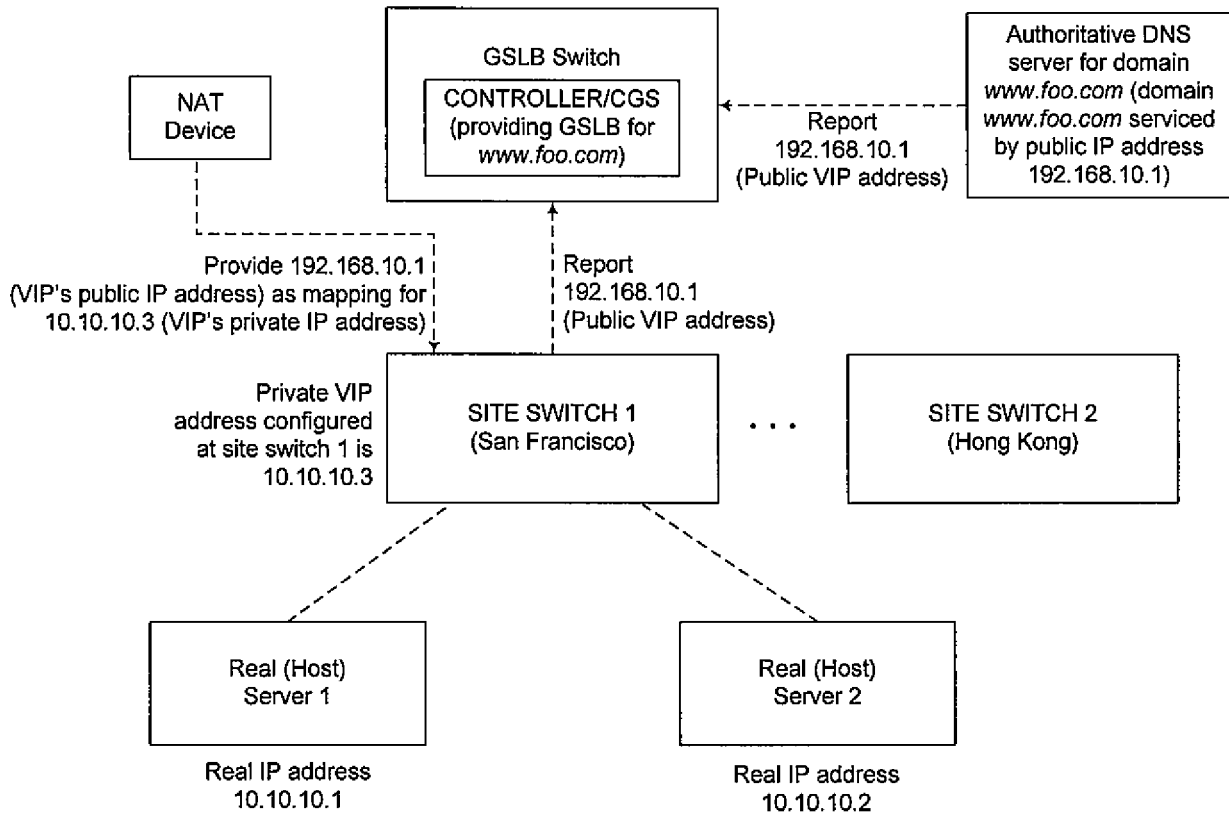 GSLB Switch
CONTROLLER/CGS
(providing GSLB for
www.foo.com)
NAT
Device
Authoritative DNS
server for domain
www.foo.com (domain
www.foo.com serviced
by public IP address
192.168.10.1)
Report
192.168.10.1
(Public VIP address)
Provide 192.168.10.1
(VIP's public IP address) as mapping for
10.10.10.3 (VIP's private IP address)
Report
192.168.10.1
(Public VIP address)
Private VIP
address configured
at site switch 1 is
10.10.10.3
SITE SWITCH 1
(San Francisco)
. . .
SITE SWITCH 2
(Hong Kong)
Real (Host)
Server 1
Real IP address
10.10.10.1
Real (Host)
Server 2
Real IP address
10.10.10.2